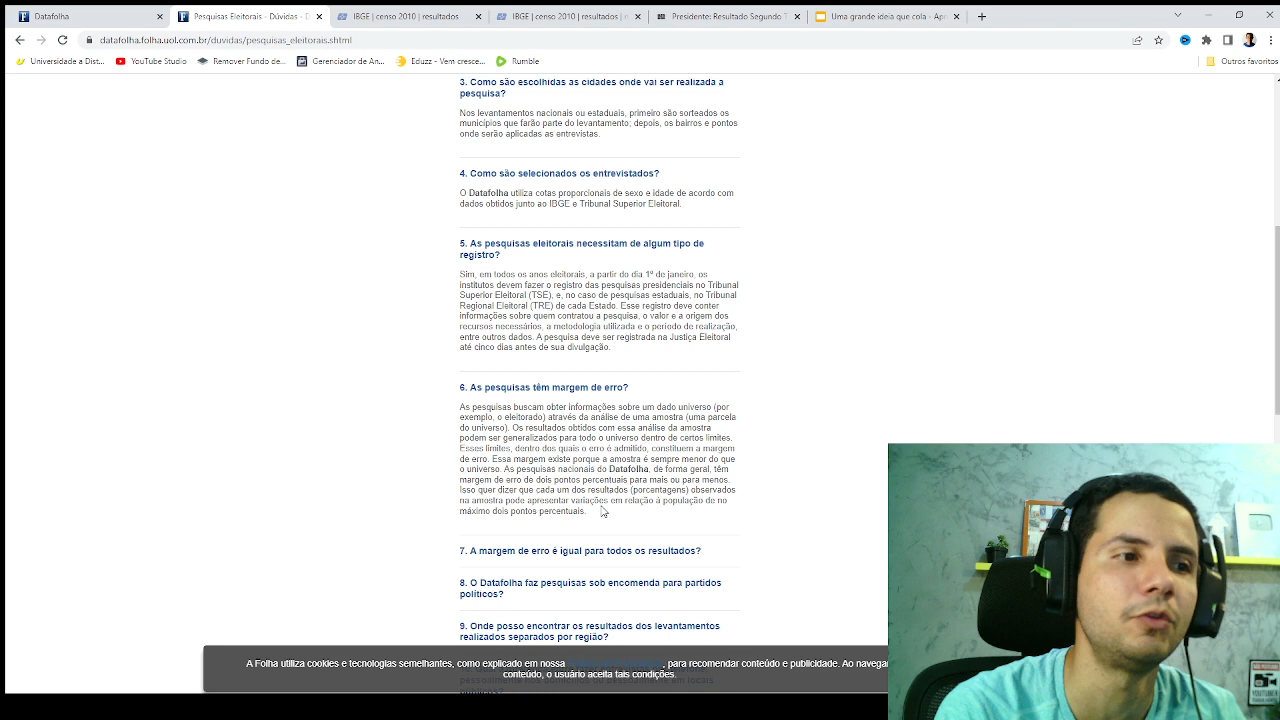 Datafolha
Pesquisas Eleitorais - Dúvidas - D
IBGE | censo 2010 | resultados
IBGE | censo 2010 | resultados | n
Presidente: Resultado Segundo T
Uma grande ideia que cola - Apr
datafolha.folha.uol.com.br/duvidas/pesquisas_eleitorais.shtml
Universidade a Dist...
YouTube Studio
Remover Fundo de...
Gerenciador de An...
Eduzz - Vem cresce...
Rumble
Outros favoritos
3. Como são escolhidas as cidades onde vai ser realizada a
pesquisa?
Nos levantamentos nacionais ou estaduais, primeiro são sorteados os
municípios que farão parte do levantamento; depois, os bairros e pontos
onde serão aplicadas as entrevistas.
4. Como são selecionados os entrevistados?
O Datafolha utiliza cotas proporcionais de sexo e idade de acordo com
dados obtidos junto ao IBGE e Tribunal Superior Eleitoral.
5. As pesquisas eleitorais necessitam de algum tipo de
registro?
Sim, em todos os anos eleitorais, a partir do dia 1º de janeiro, os
institutos devem fazer o registro das pesquisas presidenciais no Tribunal
Superior Eleitoral (TSE), e, no caso de pesquisas estaduais, no Tribunal
Regional Eleitoral (TRE) de cada Estado. Esse registro deve conter
informações sobre quem contratou a pesquisa, o valor e a origem dos
recursos necessários, a metodologia utilizada e o período de realização,
entre outros dados. A pesquisa deve ser registrada na Justiça Eleitoral
até cinco dias antes de sua divulgação.
6. As pesquisas têm margem de erro?
As pesquisas buscam obter informações sobre um dado universo (por
exemplo, o eleitorado) através da análise de uma amostra (uma parcela
do universo). Os resultados obtidos com essa análise da amostra
podem ser generalizados para todo o universo dentro de certos limites.
Esses limites, dentro dos quais o erro é admitido, constituem a margem
de erro. Essa margem existe porque a amostra é sempre menor do que
o universo. As pesquisas nacionais do Datafolha, de forma geral, têm
margem de erro de dois pontos percentuais para mais ou para menos.
Isso quer dizer que cada um dos resultados (porcentagens) observados
na amostra pode apresentar variações em relação à população de no
máximo dois pontos percentuais.
7. A margem de erro é igual para todos os resultados?
8. O Datafolha faz pesquisas sob encomenda para partidos
políticos?
9. Onde posso encontrar os resultados dos levantamentos
realizados separados por região?
A Folha utiliza cookies e tecnologias semelhantes, como explicado em nossa
, para recomendar conteúdo e publicidade. Ao navegar
conteúdo, o usuário aceita tais condições.